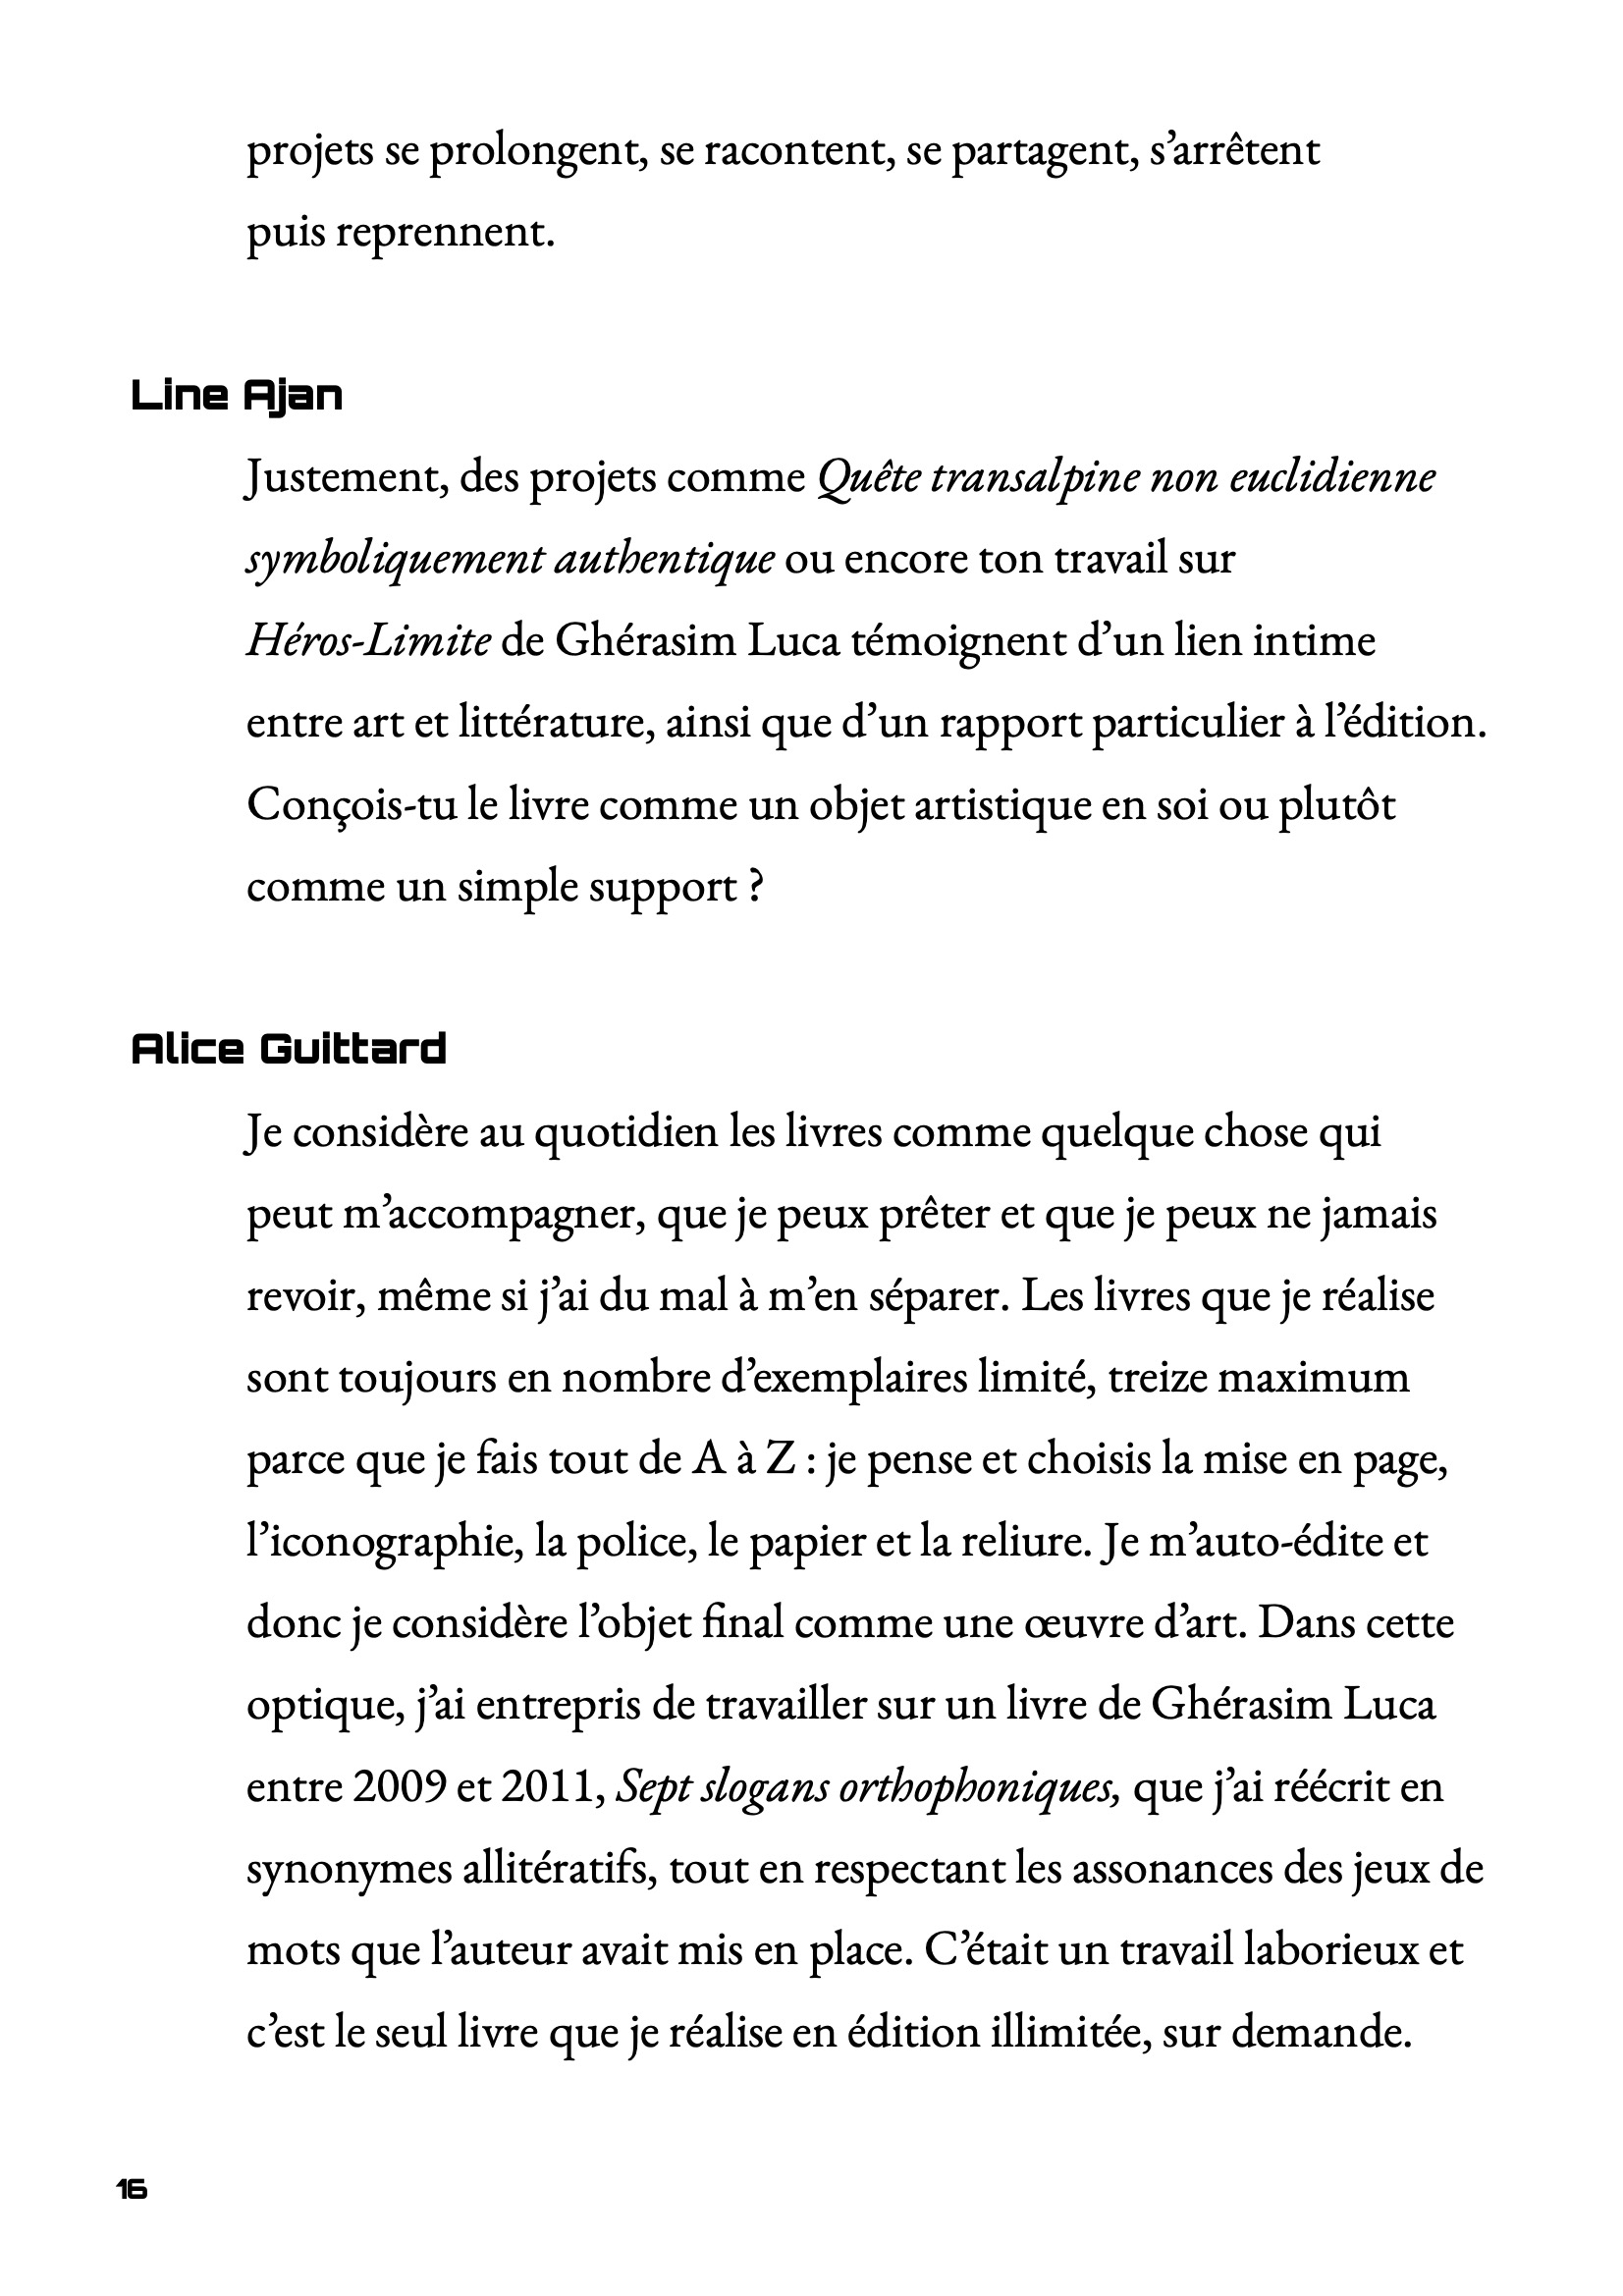 projets se prolongent, se racontent, se partagent, s’arrêtent
puis reprennent.
Line Ajan
Justement, des projets comme Quête transalpine non euclidienne
symboliquement authentique ou encore ton travail sur
Héros-Limite de Ghérasim Luca témoignent d’un lien intime
entre art et littérature, ainsi que d’un rapport particulier à l’édition.
Conçois-tu le livre comme un objet artistique en soi ou plutôt
comme un simple support ?
Alice Guittard
Je considère au quotidien les livres comme quelque chose qui
peut m’accompagner, que je peux prêter et que je peux ne jamais
revoir, même si j’ai du mal à m’en séparer. Les livres que je réalise
sont toujours en nombre d’exemplaires limité, treize maximum
parce que je fais tout de A à Z : je pense et choisis la mise en page,
l’iconographie, la police, le papier et la reliure. Je m’auto-édite et
donc je considère l’objet final comme une œuvre d’art. Dans cette
optique, j’ai entrepris de travailler sur un livre de Ghérasim Luca
entre 2009 et 2011, Sept slogans orthophoniques, que j’ai réécrit en
synonymes allitératifs, tout en respectant les assonances des jeux de
mots que l’auteur avait mis en place. C’était un travail laborieux et
c’est le seul livre que je réalise en édition illimitée, sur demande.
16